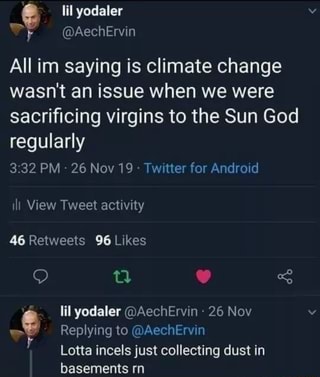 lil yodaler
@AechErvin
All im saying is climate change
wasn't an issue when we were
sacrificing virgins to the Sun God
regularly
3:32 PM · 26 Nov 19 · Twitter for Android
View Tweet activity
46 Retweets 96 Likes
lil yodaler @AechErvin · 26 Nov
Replying to @AechErvin
Lotta incels just collecting dust in
basements rn